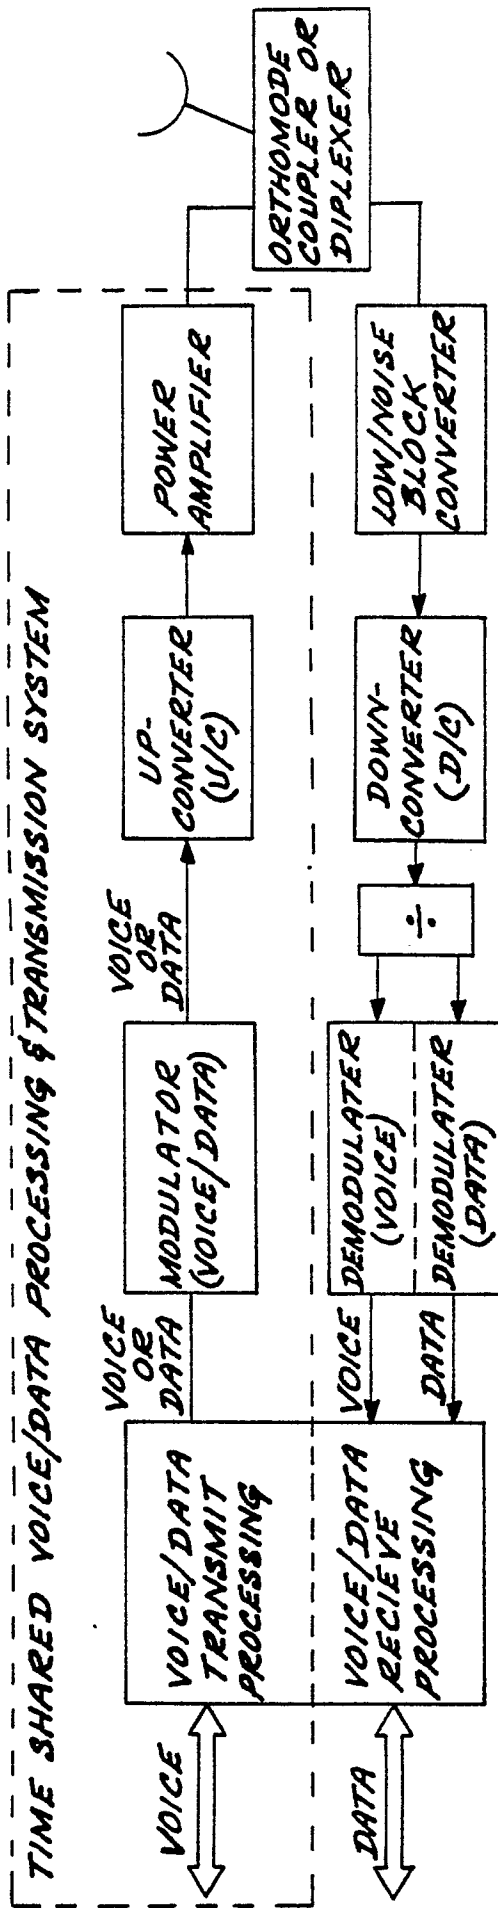 TIME SHARED VOICE/DATA PROCESSING & TRANSMISSION SYSTEM
VOICE
VOICE/DATA
TRANSMIT
PROCESSING
VOICE
OR
DATA
MODULATOR
(VOICE/DATA)
VOICE
OR
DATA
UP-
CONVERTER
(U/C)
POWER
AMPLIFIER
ORTHOMODE
COUPLER OR
DIPLEXER
DATA
VOICE/DATA
RECIEVE
PROCESSING
VOICE
DATA
DEMODULATER
(VOICE)
DEMODULATER
(DATA)
÷
DOWN-
CONVERTER
(D/C)
LOW/NOISE
BLOCK
CONVERTER